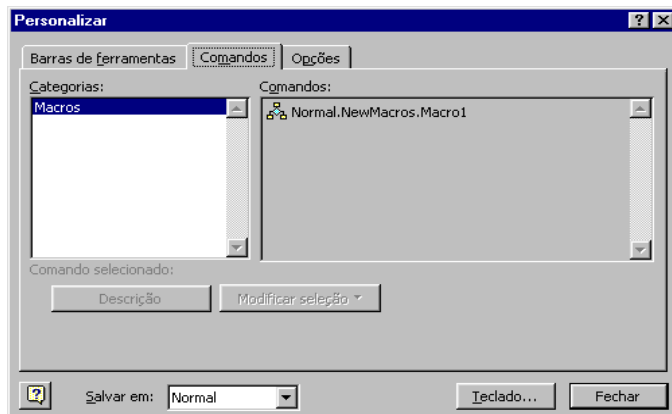 Personalizar
Barras de ferramentas Comandos Opções
Categorias: Comandos:
Macros Normal.NewMacros.Macro1
Comando selecionado:
Descrição Modificar seleção
Salvar em: Normal Teclado... Fechar